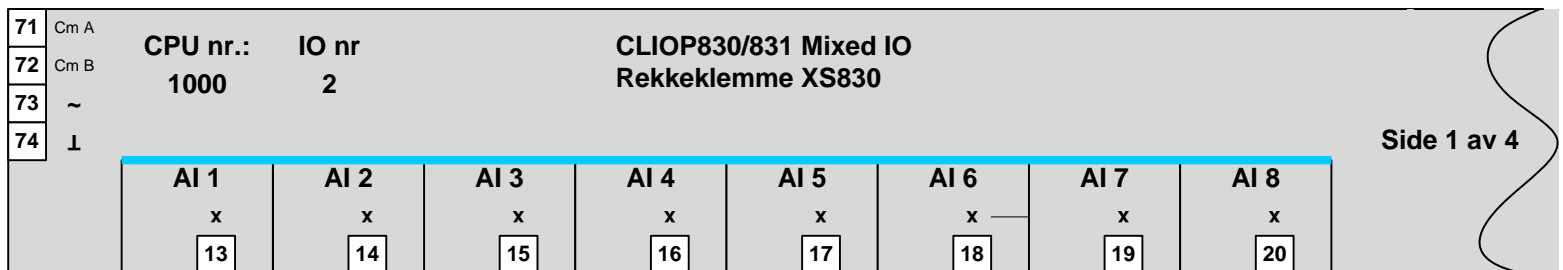 71 Cm A
72 Cm B
73 ~
74 ⊥
CPU nr.: IO nr
1000 2
CLIOP830/831 Mixed IO
Rekkeklemme XS830
Side 1 av 4
AI 1 AI 2 AI 3 AI 4 AI 5 AI 6 AI 7 AI 8
x x x x x x x x
13 14 15 16 17 18 19 20